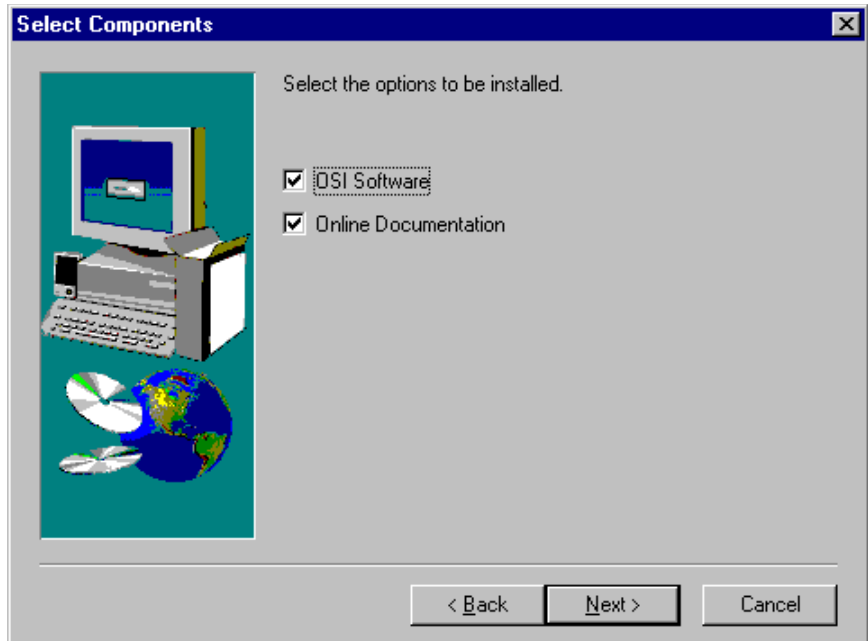 Select Components
Select the options to be installed.
OSI Software
Online Documentation
< Back
Next >
Cancel